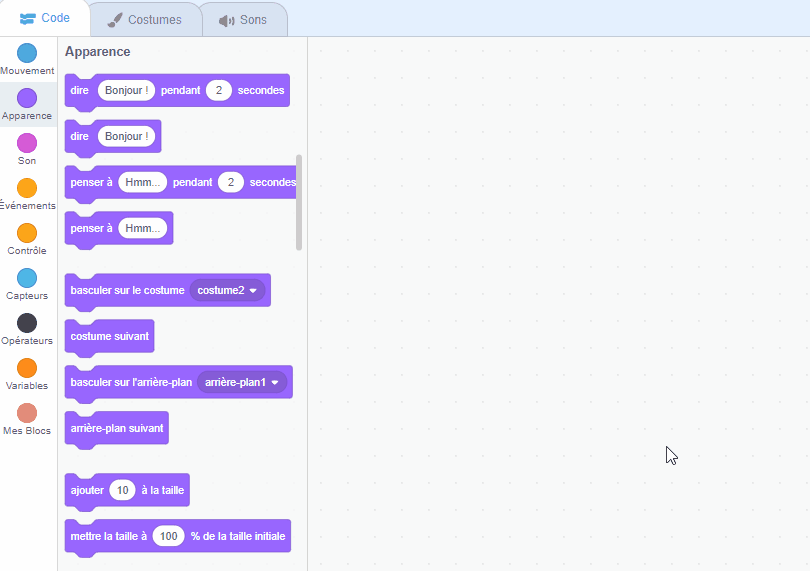 Code Costumes Sons
Mouvement
Apparence
Son
Événements
Contrôle
Capteurs
Opérateurs
Variables
Mes Blocs
Apparence
dire Bonjour ! pendant 2 secondes
dire Bonjour !
penser à Hmm... pendant 2 secondes
penser à Hmm...
basculer sur le costume costume2
costume suivant
basculer sur l'arrière-plan arrière-plan1
arrière-plan suivant
ajouter 10 à la taille
mettre la taille à 100 % de la taille initiale